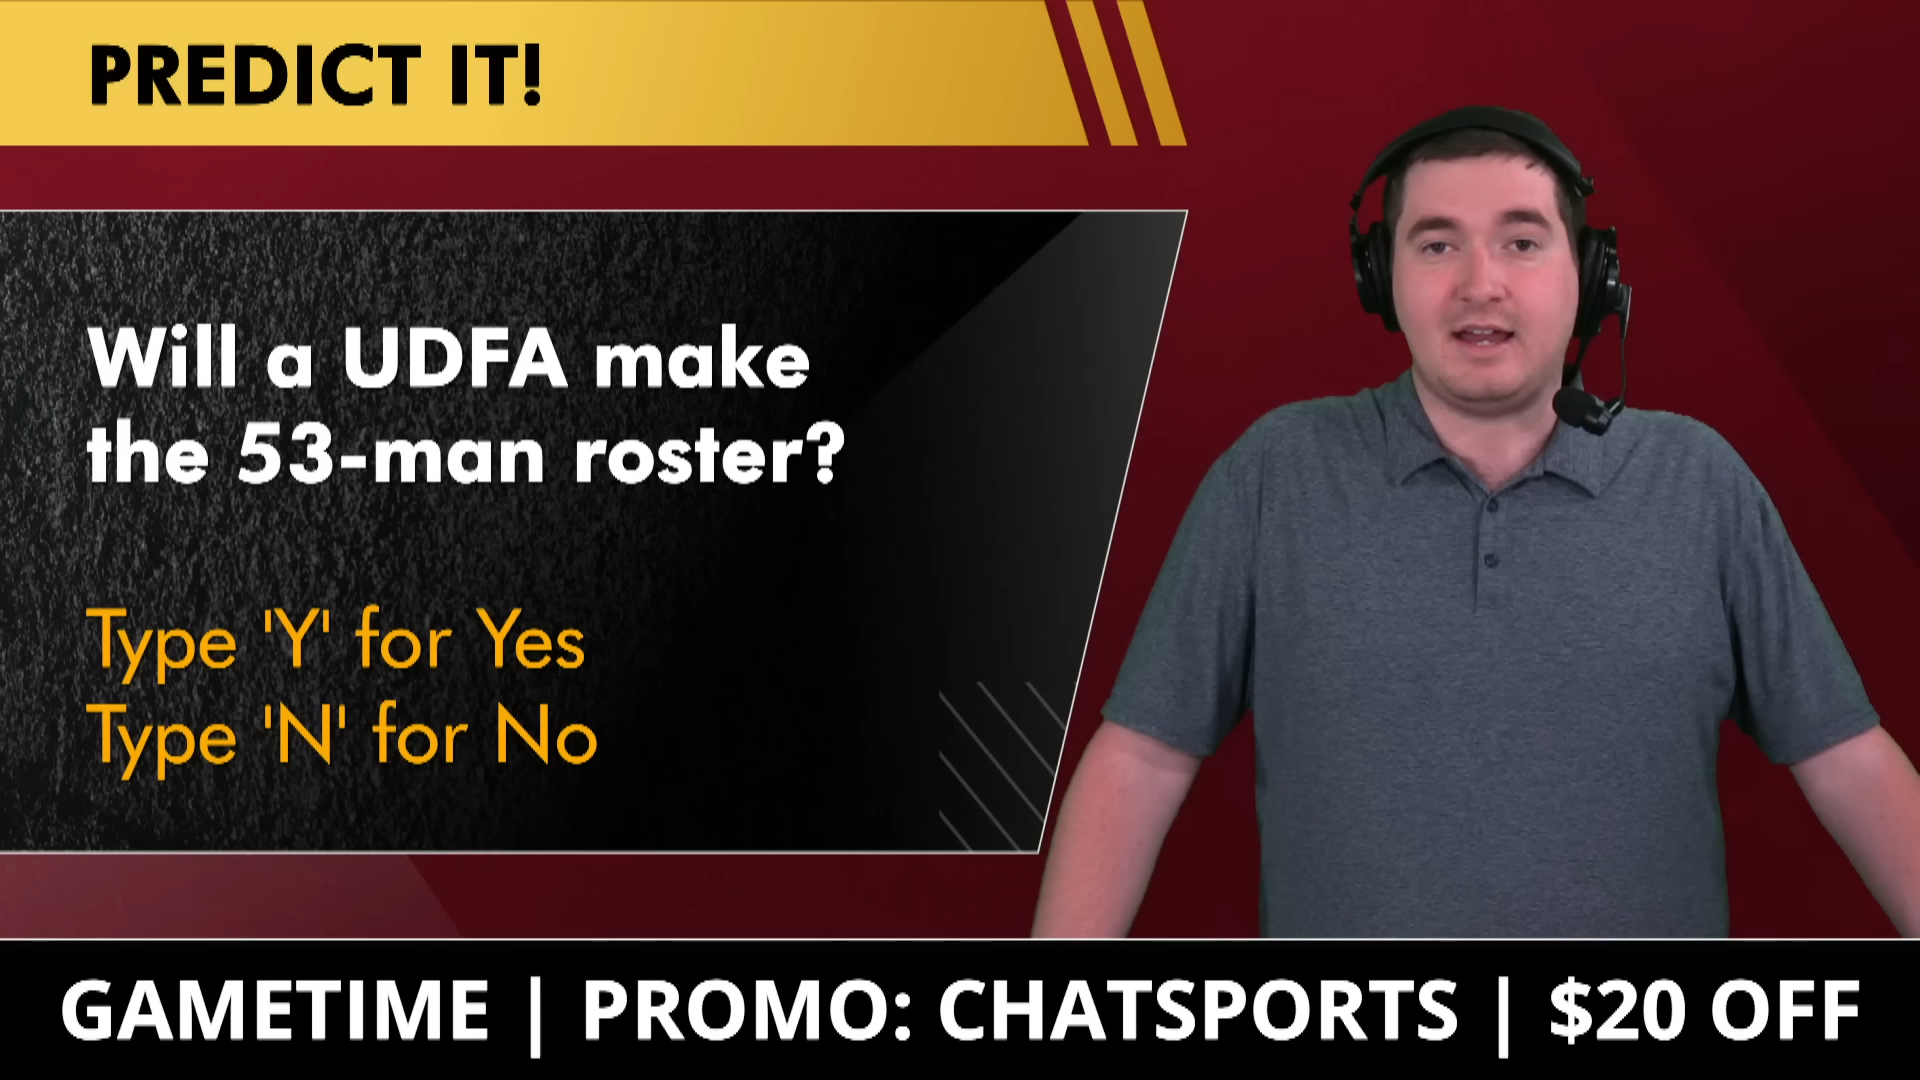 PREDICT IT!
Will a UDFA make
the 53-man roster?
Type 'Y' for Yes
Type 'N' for No
GAMETIME | PROMO: CHATSPORTS | $20 OFF